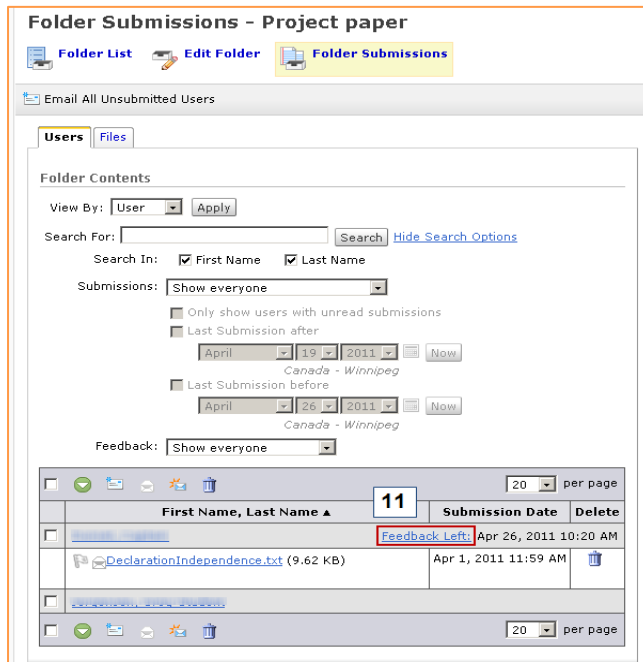 Folder Submissions - Project paper
Folder List Edit Folder Folder Submissions
Email All Unsubmitted Users
Users Files
Folder Contents
View By: User Apply
Search For: Search Hide Search Options
Search In: First Name Last Name
Submissions: Show everyone
Only show users with unread submissions
Last Submission after
April 19 2011 Now
Canada - Winnipeg
Last Submission before
April 26 2011 Now
Canada - Winnipeg
Feedback: Show everyone
20 per page
11
First Name, Last Name ▲ Submission Date Delete
Feedback Left: Apr 26, 2011 10:20 AM
DeclarationIndependence.txt (9.62 KB) Apr 1, 2011 11:59 AM
20 per page